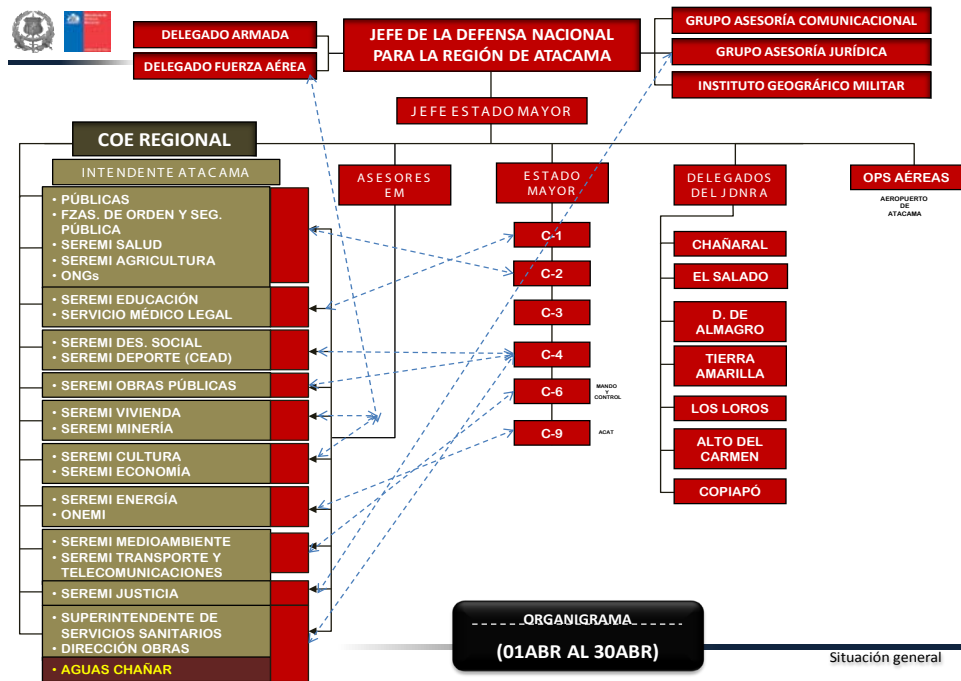 DELEGADO ARMADA
DELEGADO FUERZA AÉREA
JEFE DE LA DEFENSA NACIONAL
PARA LA REGIÓN DE ATACAMA
GRUPO ASESORÍA COMUNICACIONAL
GRUPO ASESORÍA JURÍDICA
INSTITUTO GEOGRÁFICO MILITAR
JEFE ESTADO MAYOR
COE REGIONAL
INTENDENTE ATACAMA
• PÚBLICAS
• FZAS. DE ORDEN Y SEG.
PÚBLICA
• SEREMI SALUD
• SEREMI AGRICULTURA
• ONGs
• SEREMI EDUCACIÓN
• SERVICIO MÉDICO LEGAL
• SEREMI DES. SOCIAL
• SEREMI DEPORTE (CEAD)
• SEREMI OBRAS PÚBLICAS
• SEREMI VIVIENDA
• SEREMI MINERÍA
• SEREMI CULTURA
• SEREMI ECONOMÍA
• SEREMI ENERGÍA
• ONEMI
• SEREMI MEDIOAMBIENTE
• SEREMI TRANSPORTE Y
TELECOMUNICACIONES
• SEREMI JUSTICIA
• SUPERINTENDENTE DE
SERVICIOS SANITARIOS
• DIRECCIÓN OBRAS
• AGUAS CHAÑAR
ASESORES
EM
ESTADO
MAYOR
C-1
C-2
C-3
C-4
C-6
MANDO
Y
CONTROL
C-9
ACAT
DELEGADOS
DEL JDNRA
CHAÑARAL
EL SALADO
D. DE
ALMAGRO
TIERRA
AMARILLA
LOS LOROS
ALTO DEL
CARMEN
COPIAPÓ
OPS AÉREAS
AEROPUERTO
DE
ATACAMA
ORGANIGRAMA
(01ABR AL 30ABR)
Situación general